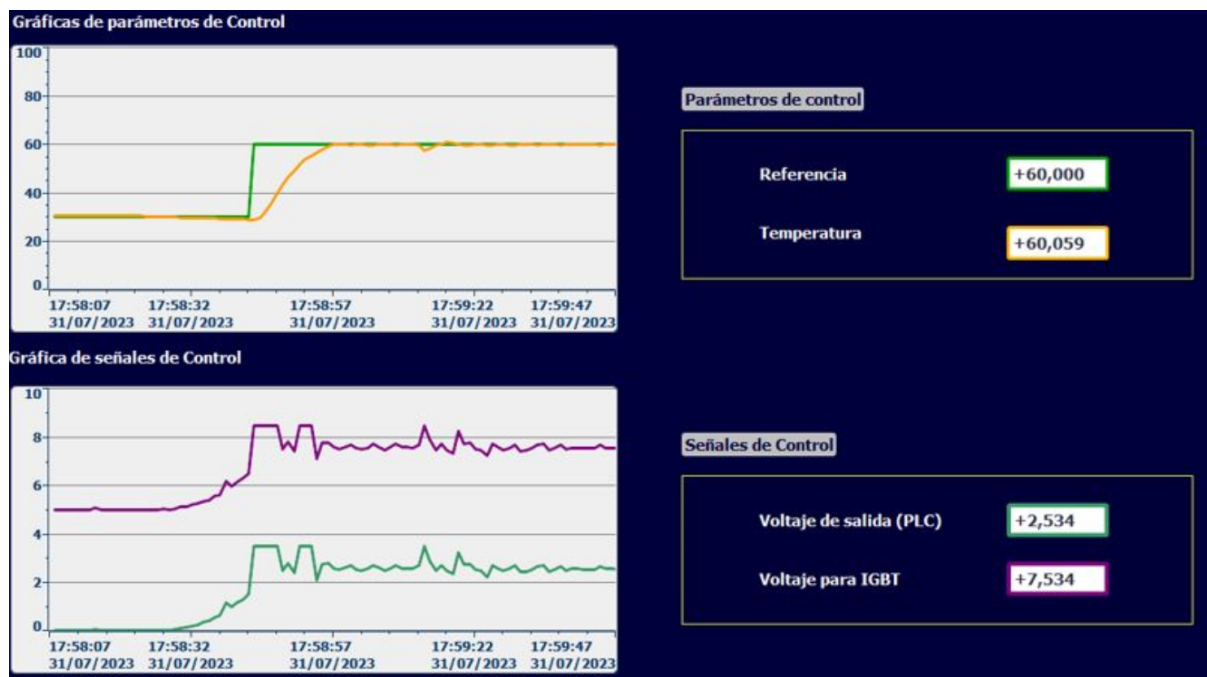 Gráficas de parámetros de Control
100
80
60
40
20
0
17:58:07 17:58:32 17:58:57 17:59:22 17:59:47
31/07/2023 31/07/2023 31/07/2023 31/07/2023 31/07/2023
Parámetros de control
Referencia +60,000
Temperatura +60,059
Gráfica de señales de Control
10
8
6
4
2
0
17:58:07 17:58:32 17:58:57 17:59:22 17:59:47
31/07/2023 31/07/2023 31/07/2023 31/07/2023 31/07/2023
Señales de Control
Voltaje de salida (PLC) +2,534
Voltaje para IGBT +7,534